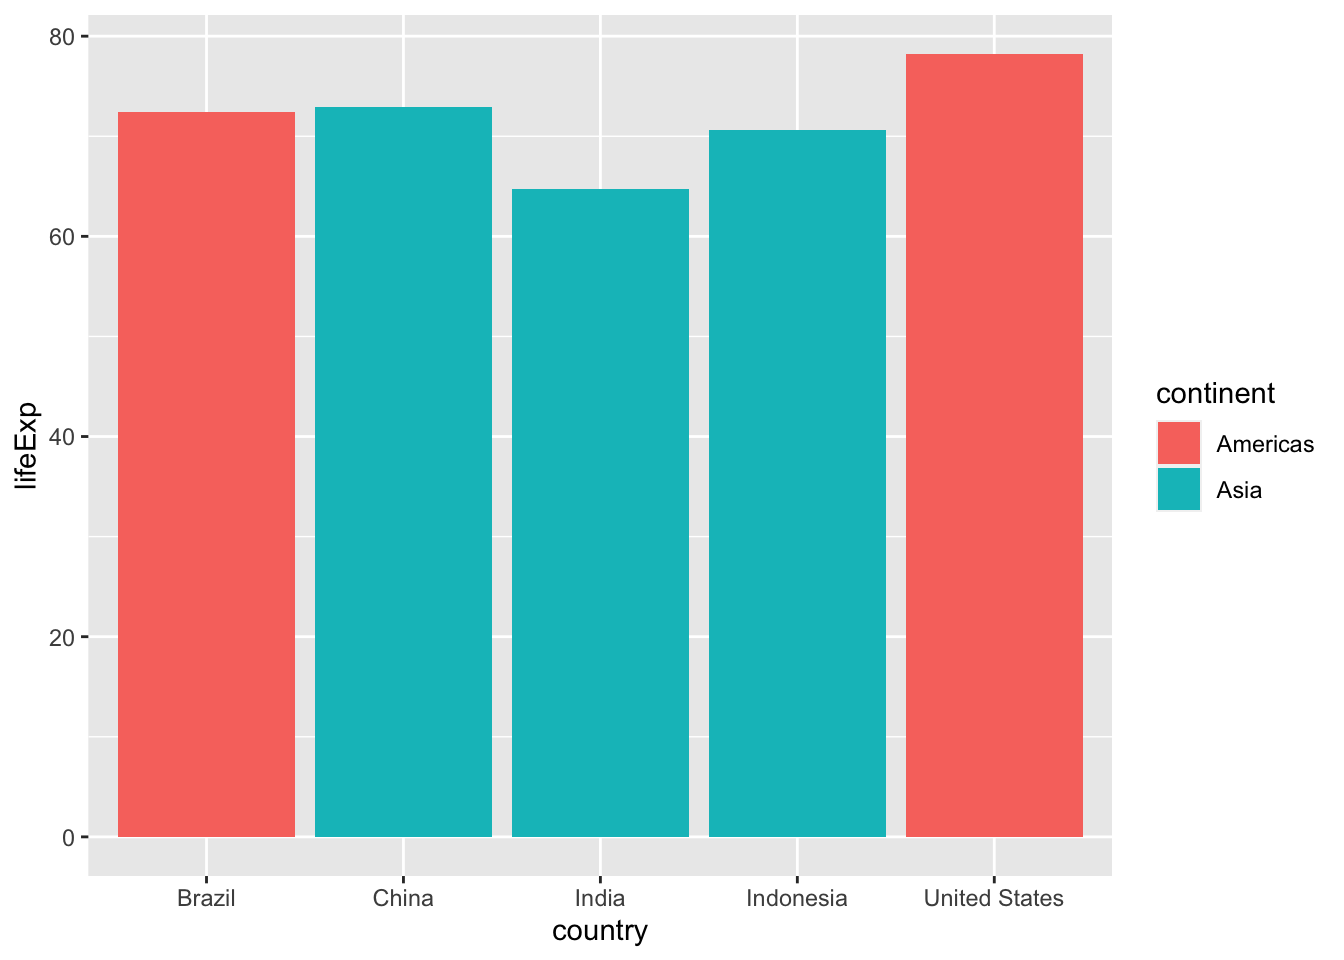 80
60
40
20
0
lifeExp
Brazil China India Indonesia United States
country
continent
Americas
Asia